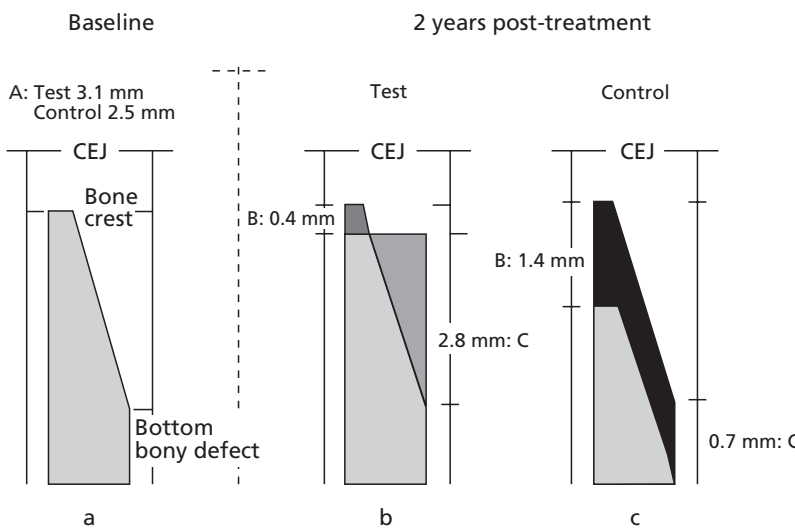 Baseline
2 years post-treatment
A: Test 3.1 mm
Control 2.5 mm
Test
Control
CEJ
CEJ
CEJ
Bone
crest
B: 0.4 mm
B: 1.4 mm
2.8 mm: C
Bottom
bony defect
0.7 mm: C
a
b
c